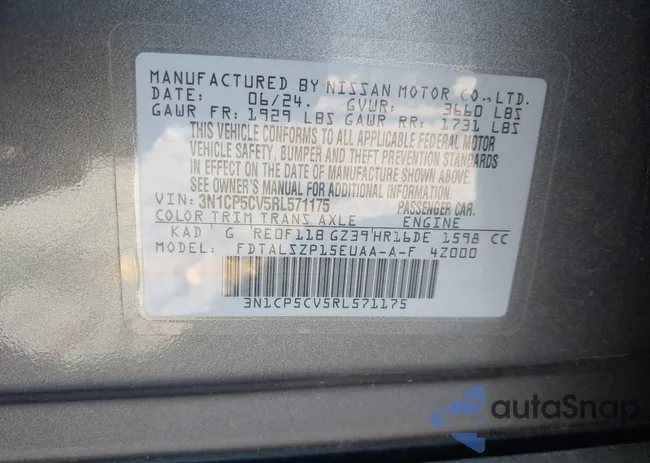 MANUFACTURED BY NISSAN MOTOR CO.,LTD.
DATE: 06/24. GVWR: 3660 LBS
GAWR FR: 1929 LBS GAWR RR: 1731 LBS
THIS VEHICLE CONFORMS TO ALL APPLICABLE FEDERAL MOTOR
VEHICLE SAFETY, BUMPER AND THEFT PREVENTION STANDARDS
IN EFFECT ON THE DATE OF MANUFACTURE SHOWN ABOVE.
SEE OWNER'S MANUAL FOR ADDITIONAL INFORMATION
VIN: 3N1CP5CV5RL571175 PASSENGER CAR.
COLOR TRIM TRANS AXLE ENGINE
KAD G RE0F11B GZ39 HR16DE 1598 CC
MODEL: FDTALSZP15EUAA-A-F 4Z000
3N1CP5CV5RL571175
autaSnap